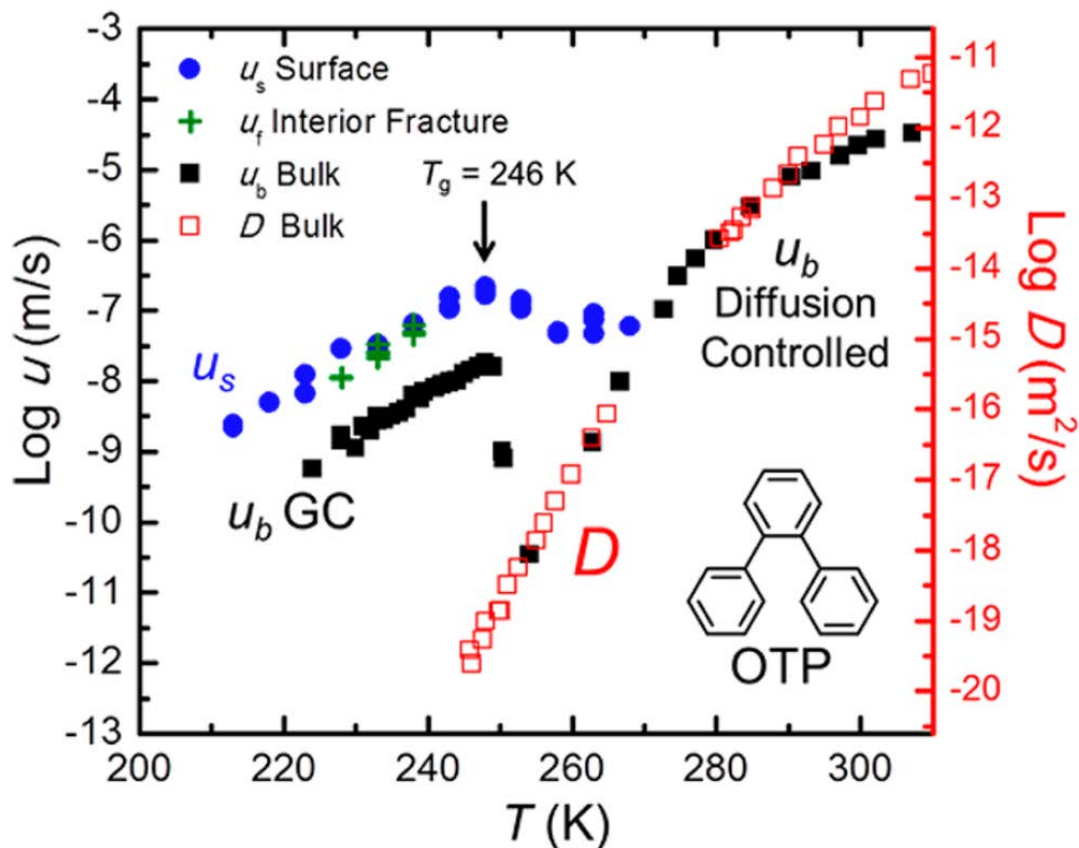 u_s Surface
u_f Interior Fracture
u_b Bulk
D Bulk
T_g = 246 K
u_s
u_b GC
u_b
Diffusion
Controlled
D
OTP
Log u (m/s)
-3
-4
-5
-6
-7
-8
-9
-10
-11
-12
-13
Log D (m²/s)
-11
-12
-13
-14
-15
-16
-17
-18
-19
-20
200 220 240 260 280 300
T (K)